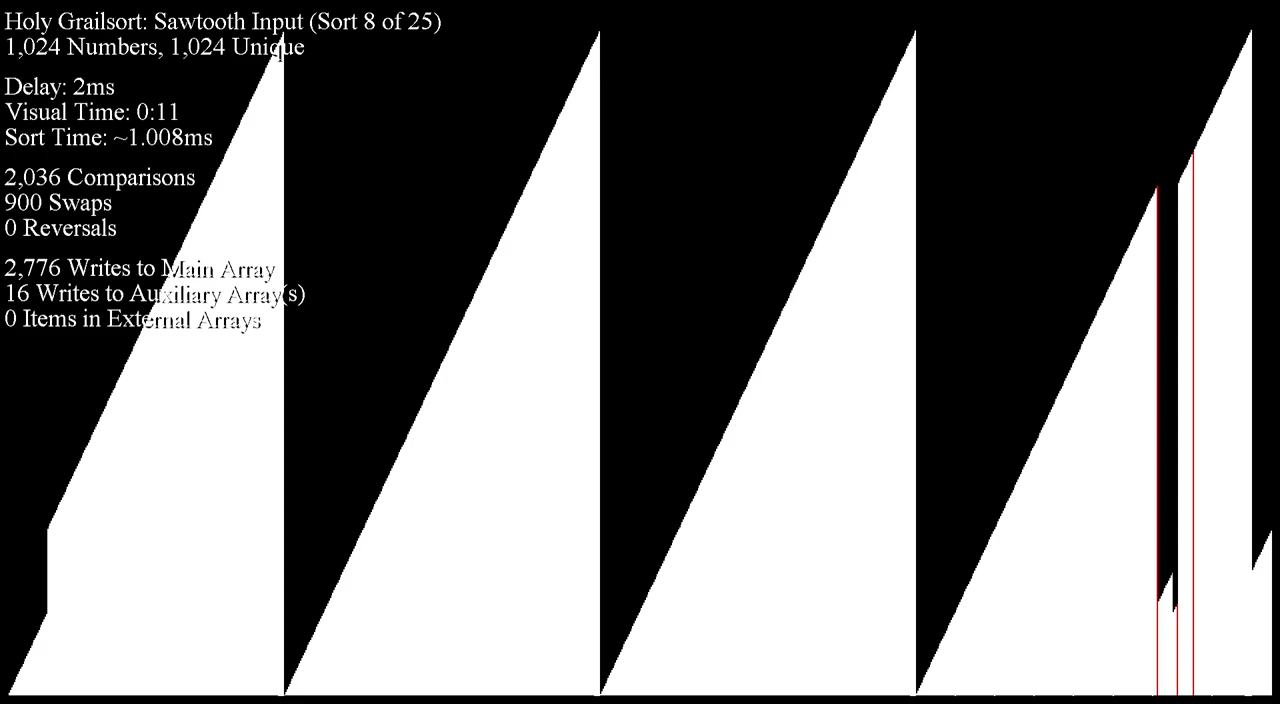 Holy Grailsort: Sawtooth Input (Sort 8 of 25)
1,024 Numbers, 1,024 Unique
Delay: 2ms
Visual Time: 0:11
Sort Time: ~1.008ms
2,036 Comparisons
900 Swaps
0 Reversals
2,776 Writes to Main Array
16 Writes to Auxiliary Array(s)
0 Items in External Arrays